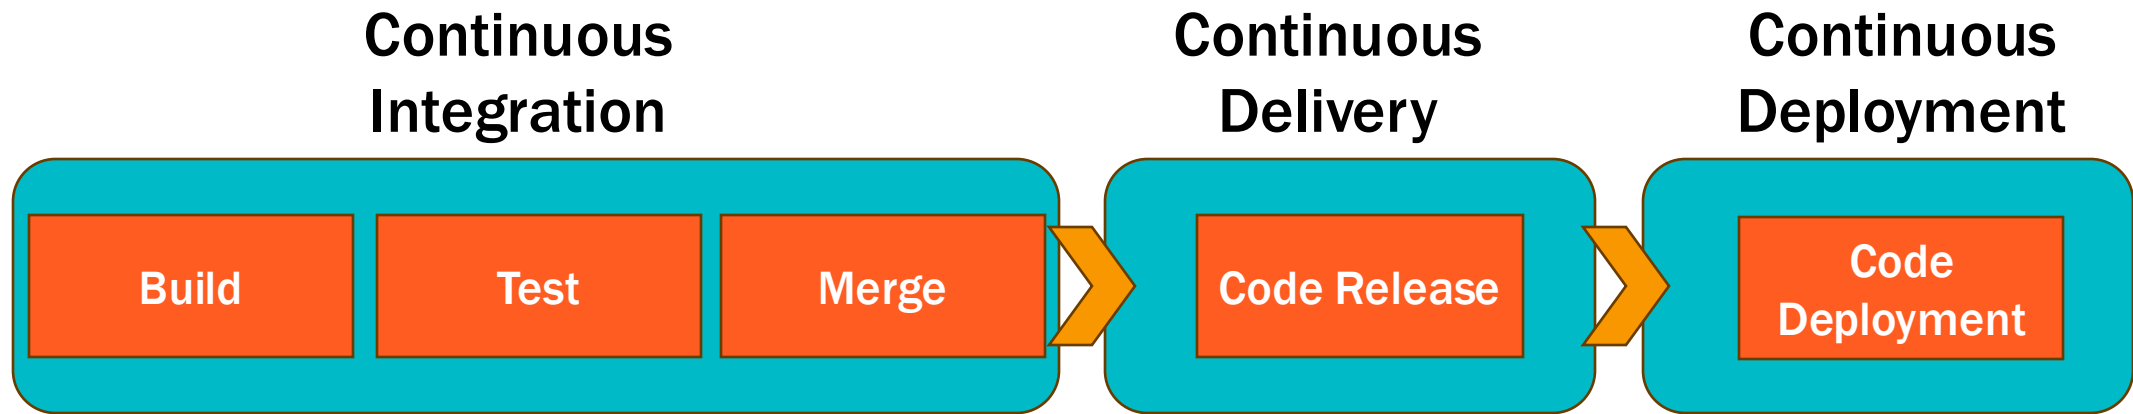 Continuous
Integration
Continuous
Delivery
Continuous
Deployment
Build
Test
Merge
Code Release
Code
Deployment